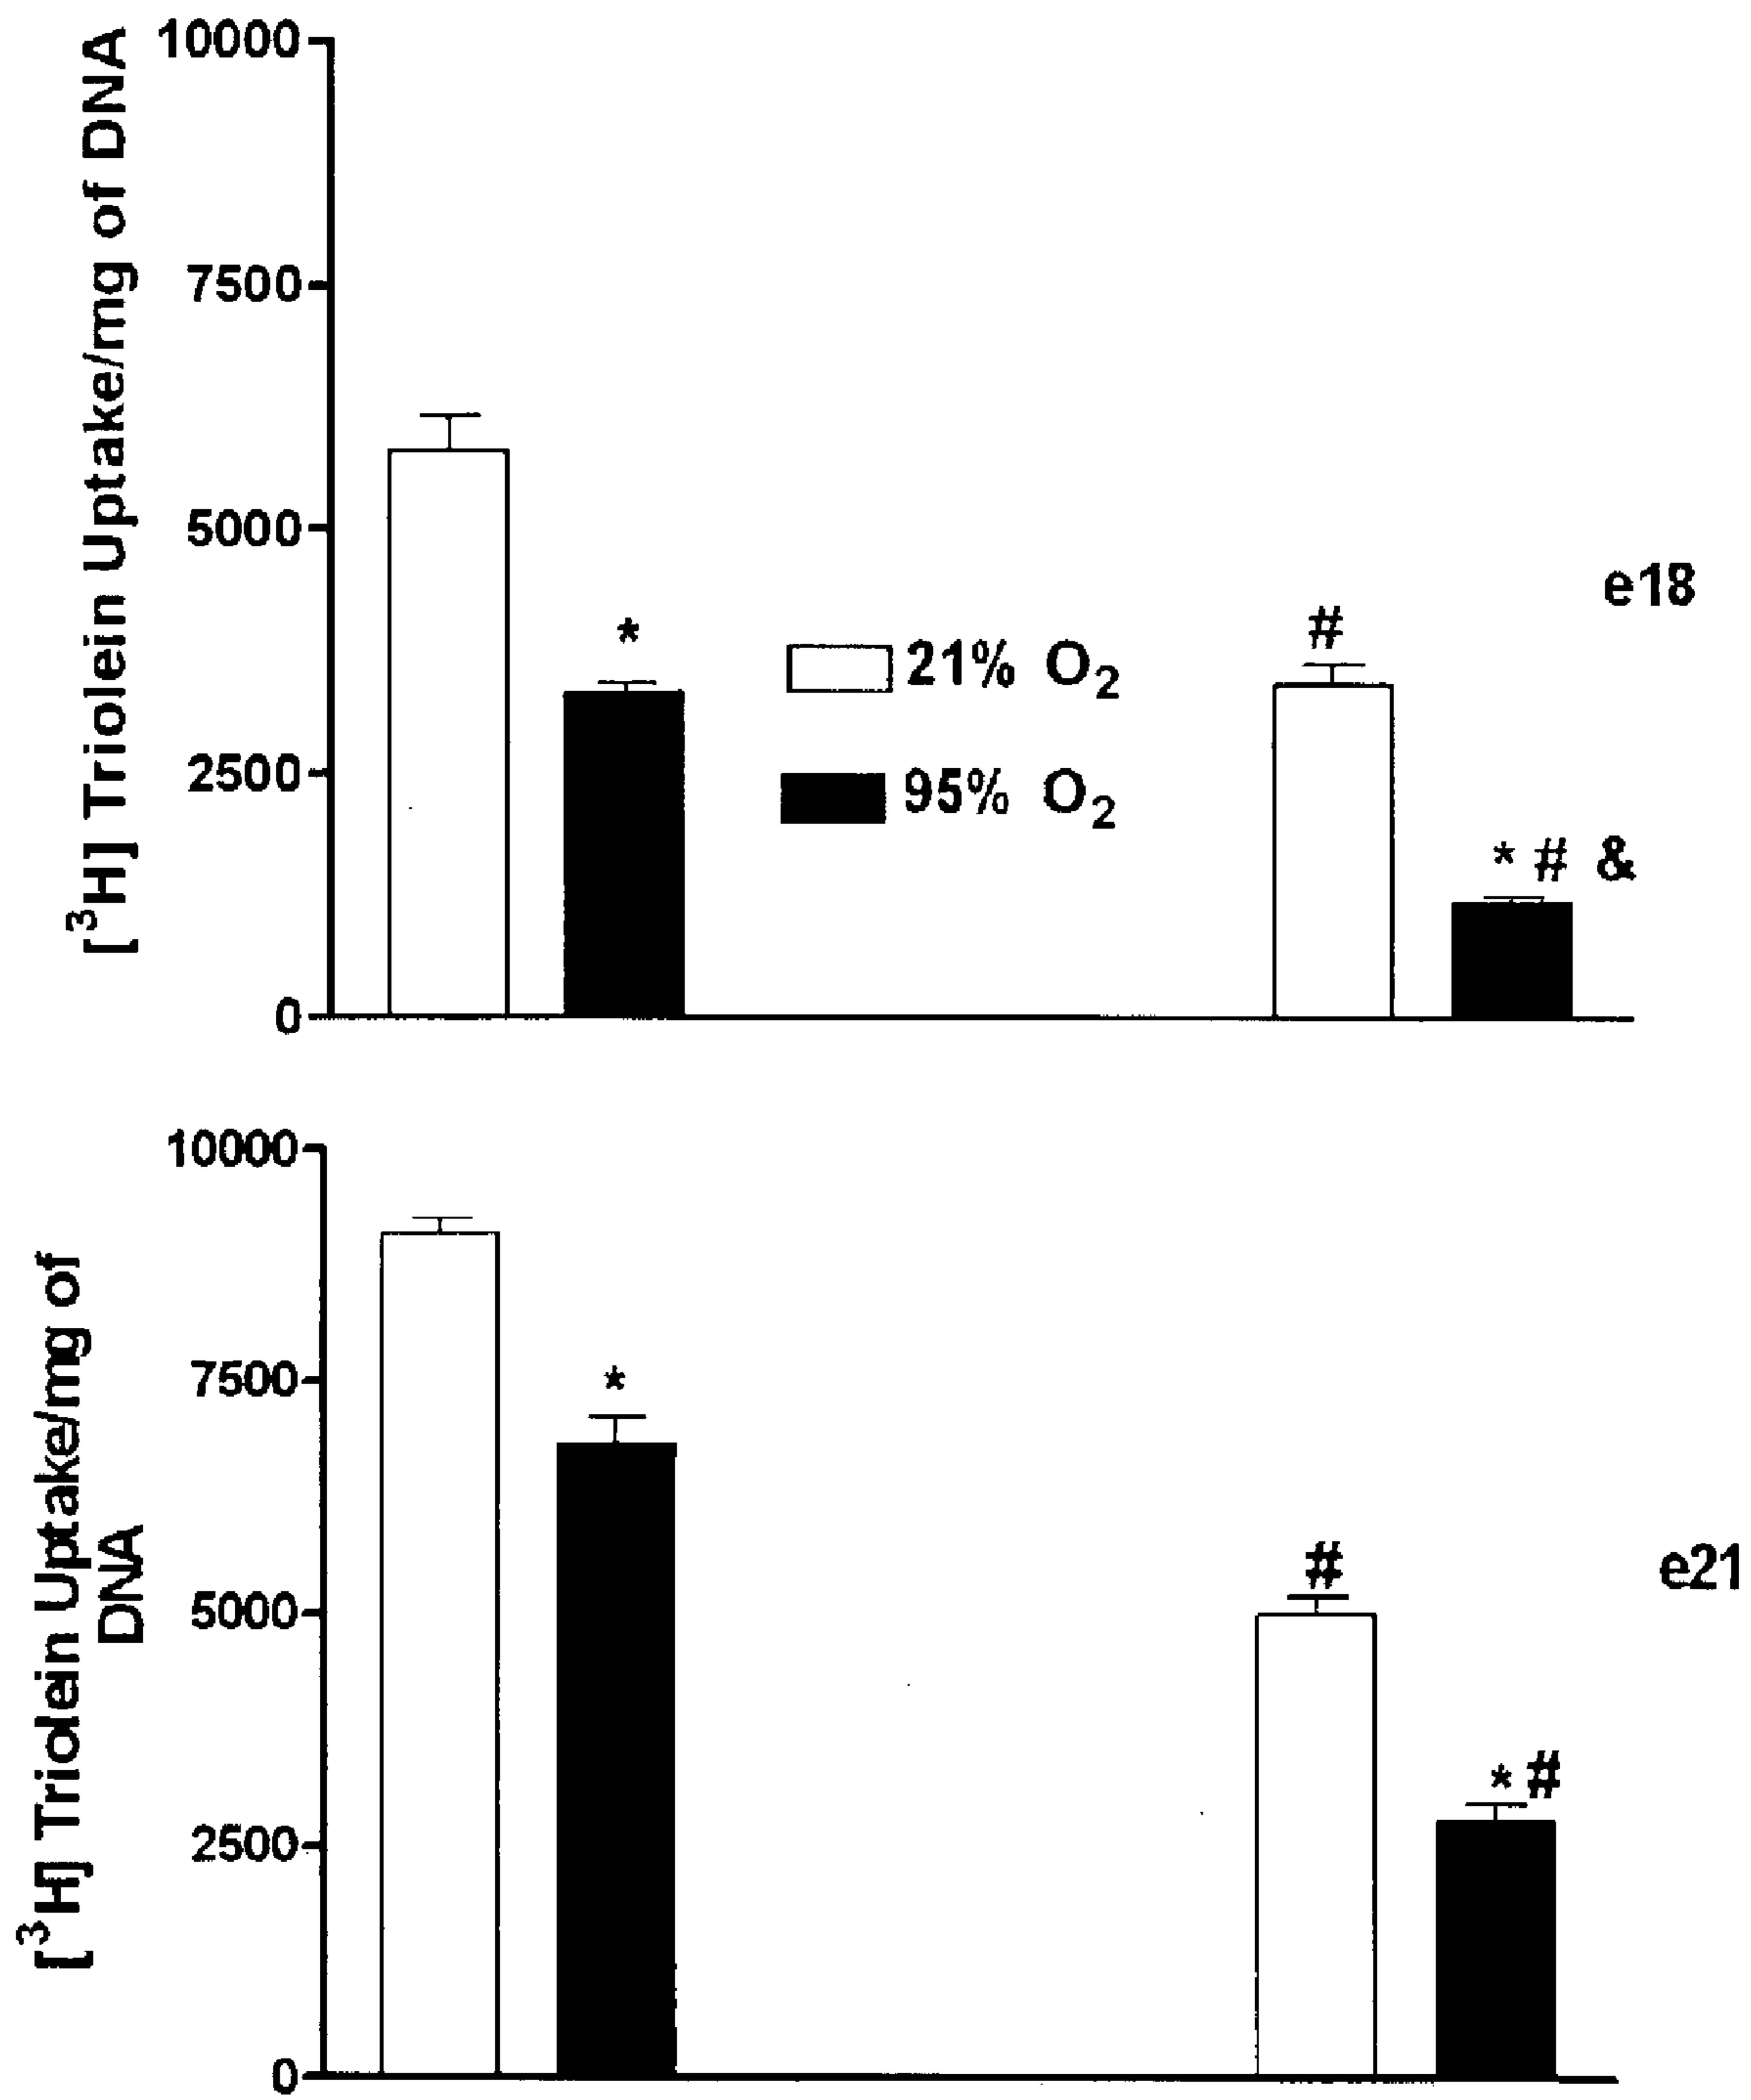 [³H] Triolein Uptake/mg of DNA
10000
7500
5000
2500
0
*
21% O₂
95% O₂
#
* # &
e18
[³H] Triolein Uptake/mg of
DNA
10000
7500
5000
2500
0
*
#
* #
e21